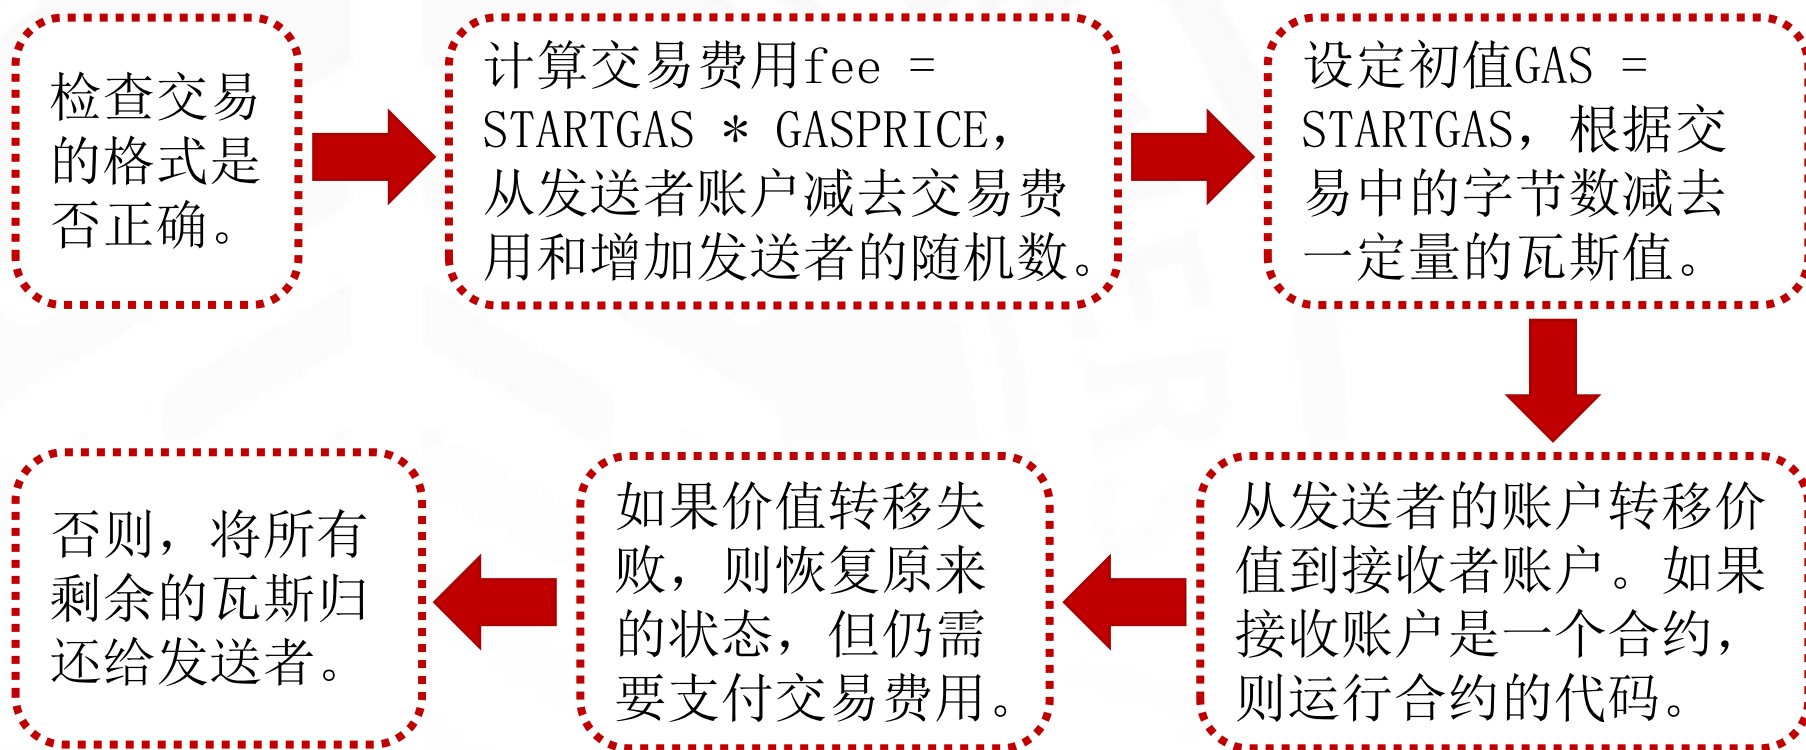 检查交易
的格式是
否正确。
计算交易费用fee =
STARTGAS * GASPRICE，
从发送者账户减去交易费
用和增加发送者的随机数。
设定初值GAS =
STARTGAS，根据交
易中的字节数减去
一定量的瓦斯值。
从发送者的账户转移价
值到接收者账户。如果
接收账户是一个合约，
则运行合约的代码。
如果价值转移失
败，则恢复原来
的状态，但仍需
要支付交易费用。
否则，将所有
剩余的瓦斯归
还给发送者。